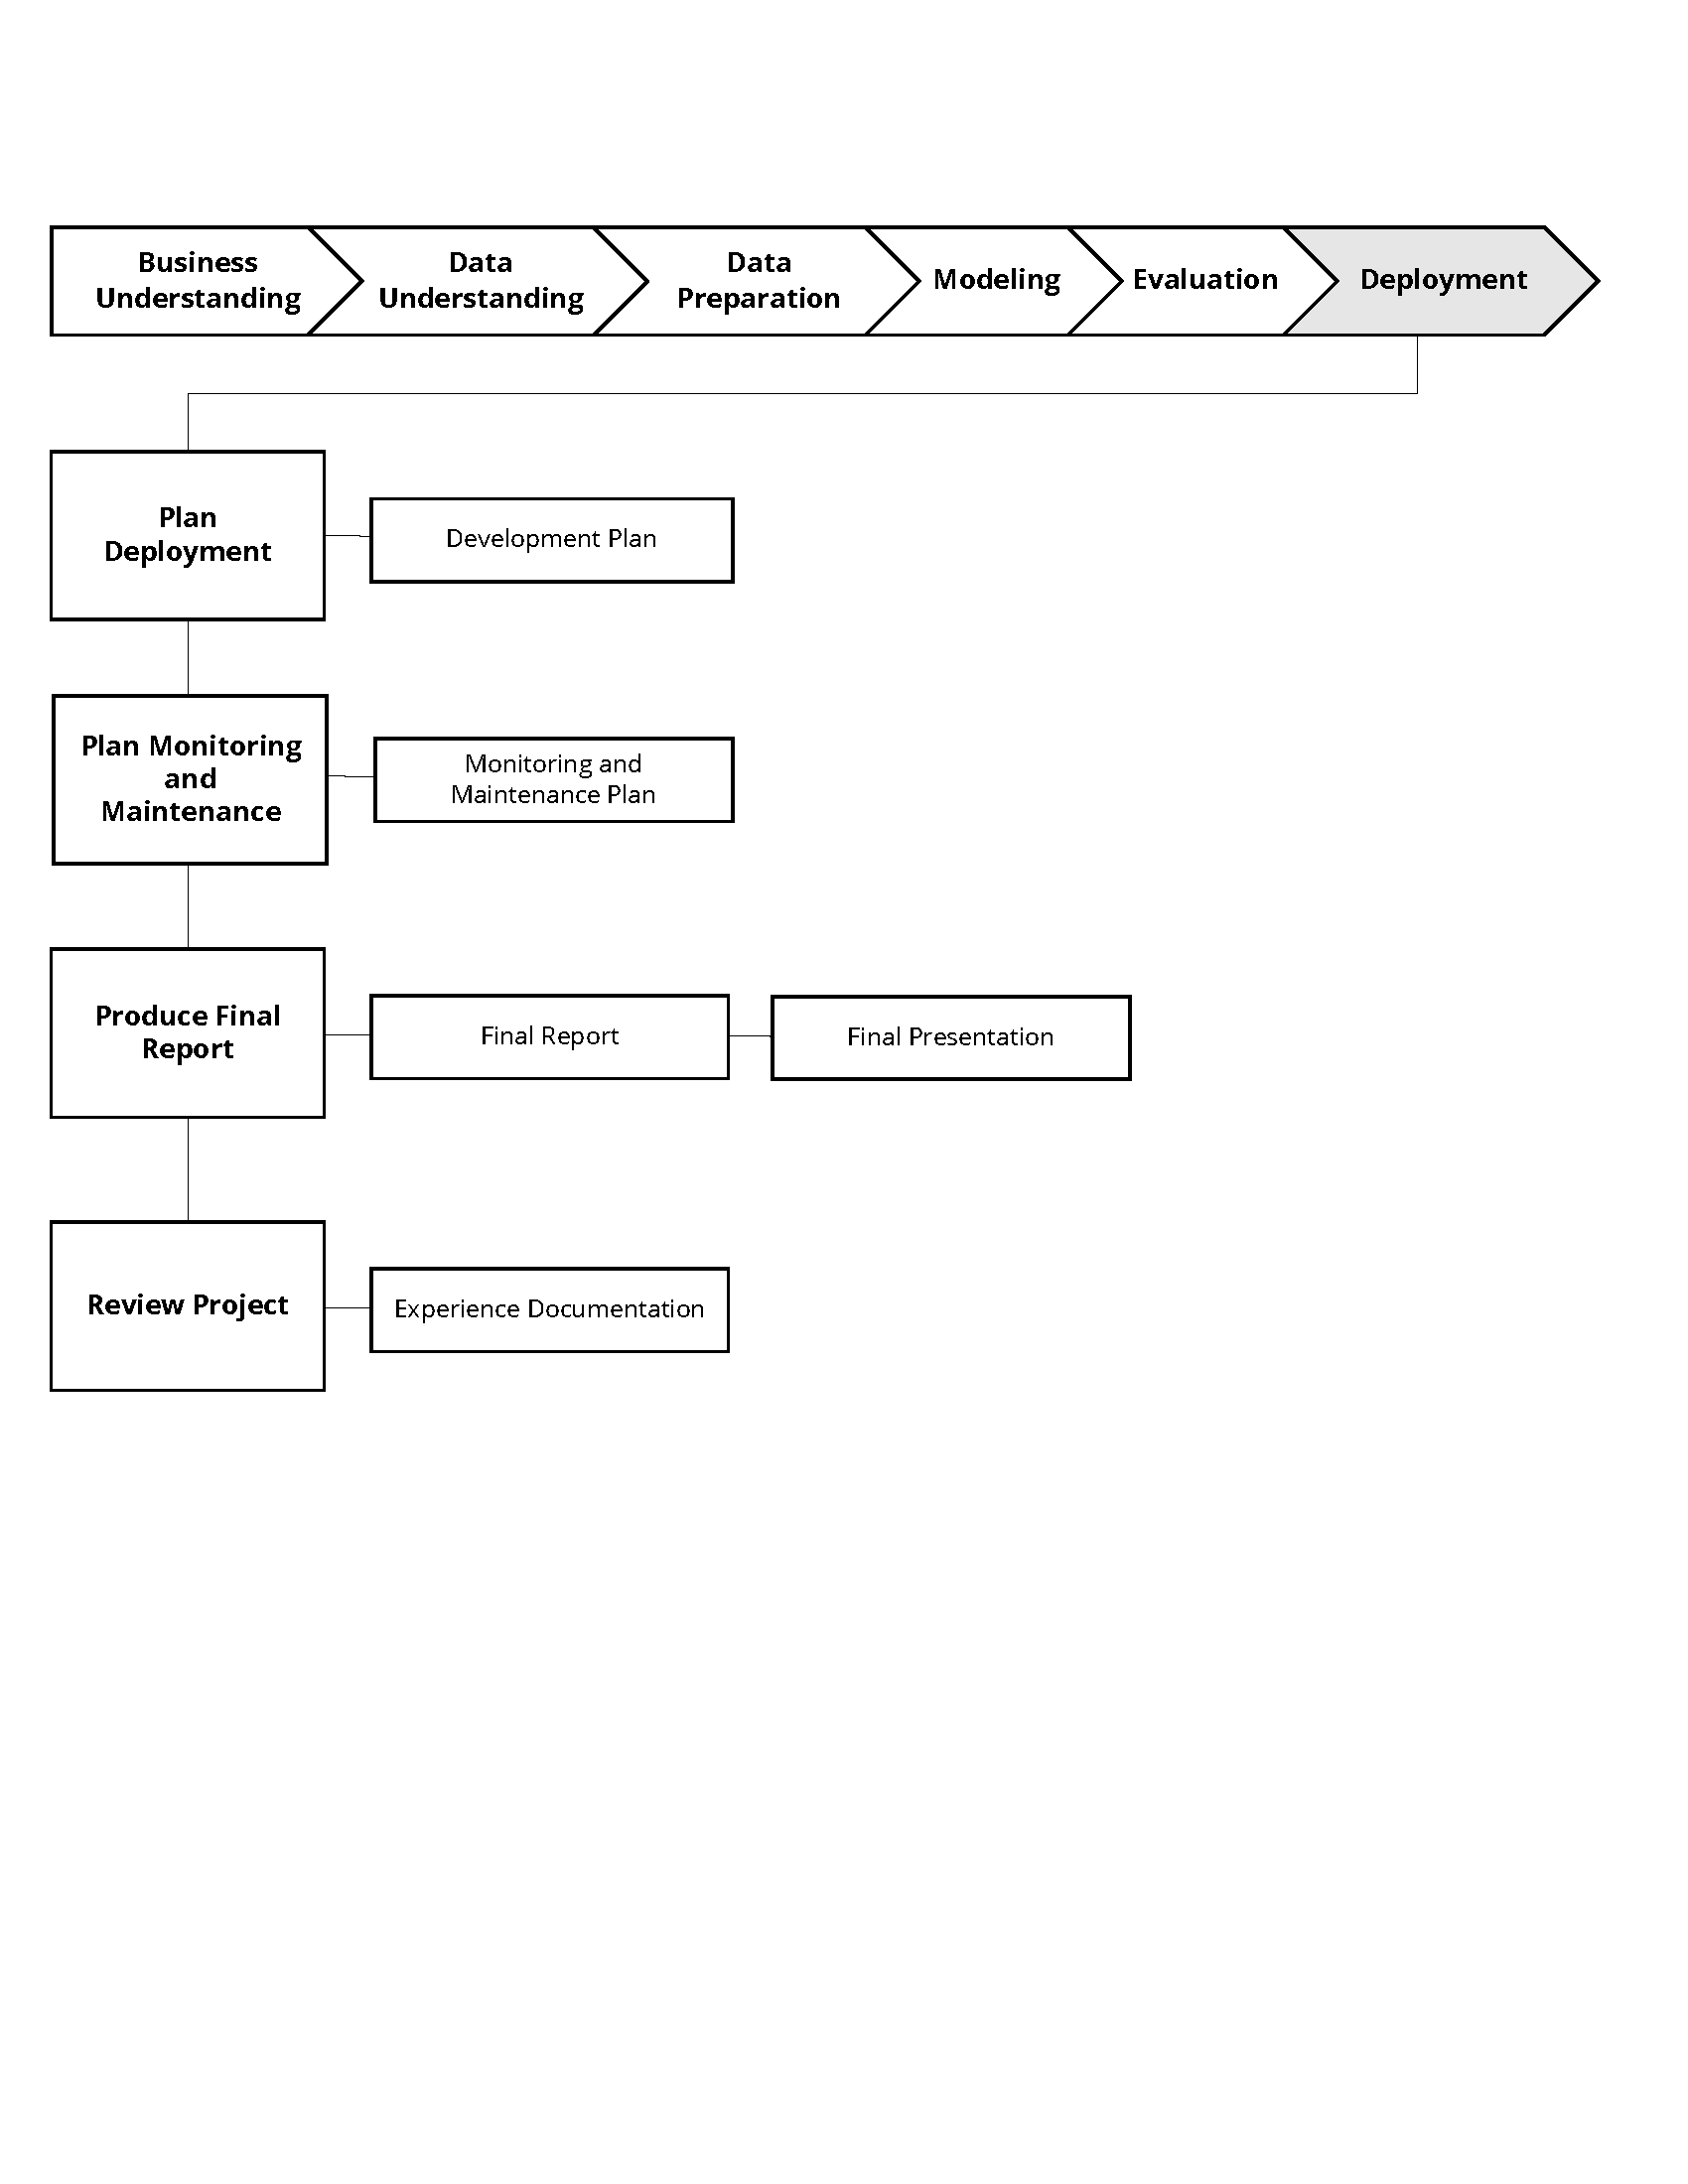 Business
Understanding
Data
Understanding
Data
Preparation
Modeling
Evaluation
Deployment
Plan
Deployment
Development Plan
Plan Monitoring
and
Maintenance
Monitoring and
Maintenance Plan
Produce Final
Report
Final Report
Final Presentation
Review Project
Experience Documentation